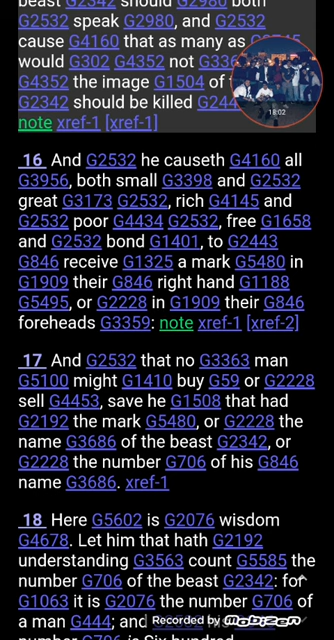 beast G2342 should G2980 both
G2532 speak G2980, and G2532
cause G4160 that as many as
would G302 G4352 not
G4352 the image G1504 of
G2342 should be killed
note xref-1 [xref-1]
18:02
16 And G2532 he causeth G4160 all
G3956, both small G3398 and G2532
great G3173 G2532, rich G4145 and
G2532 poor G4434 G2532, free G1658
and G2532 bond G1401, to G2443
G846 receive G1325 a mark G5480 in
G1909 their G846 right hand G1188
G5495, or G2228 in G1909 their G846
foreheads G3359: note xref-1 [xref-2]
17 And G2532 that no G3363 man
G5100 might G1410 buy G59 or G2228
sell G4453, save he G1508 that had
G2192 the mark G5480, or G2228 the
name G3686 of the beast G2342, or
G2228 the number G706 of his G846
name G3686. xref-1
18 Here G5602 is G2076 wisdom
G4678. Let him that hath G2192
understanding G3563 count G5585 the
number G706 of the beast G2342: for
G1063 it is G2076 the number G706 of
a man G444; and
Recorded by Mobizen
number G706 is Six hundred